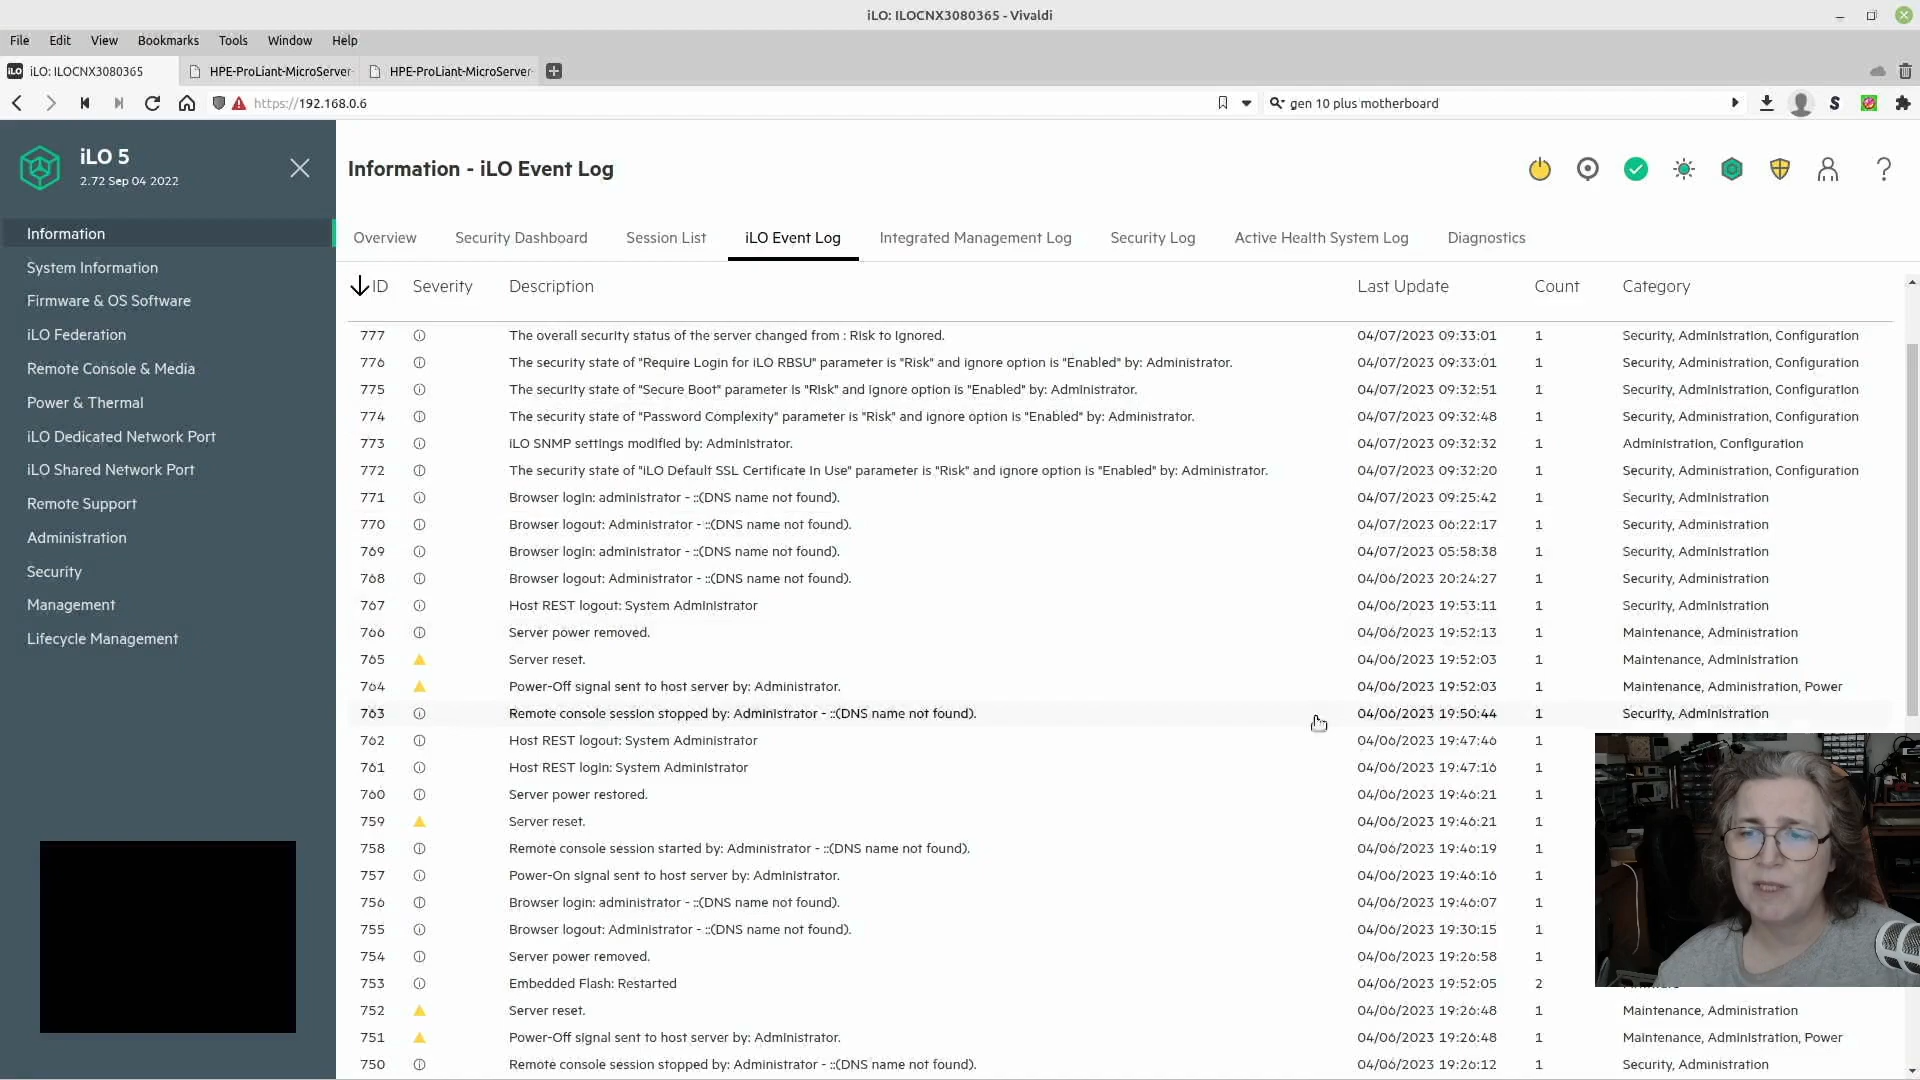 iLO: ILOCNX3080365 - Vivaldi
File Edit View Bookmarks Tools Window Help
iLO iLO: ILOCNX3080365 HPE-ProLiant-MicroServer- HPE-ProLiant-MicroServer-
https://192.168.0.6 gen 10 plus motherboard S
iLO 5
2.72 Sep 04 2022
Information
System Information
Firmware & OS Software
iLO Federation
Remote Console & Media
Power & Thermal
iLO Dedicated Network Port
iLO Shared Network Port
Remote Support
Administration
Security
Management
Lifecycle Management
Information - iLO Event Log
?
Overview Security Dashboard Session List iLO Event Log Integrated Management Log Security Log Active Health System Log Diagnostics
ID Severity Description Last Update Count Category
777 The overall security status of the server changed from : Risk to Ignored. 04/07/2023 09:33:01 1 Security, Administration, Configuration
776 The security state of "Require Login for iLO RBSU" parameter is "Risk" and ignore option is "Enabled" by: Administrator. 04/07/2023 09:33:01 1 Security, Administration, Configuration
775 The security state of "Secure Boot" parameter is "Risk" and ignore option is "Enabled" by: Administrator. 04/07/2023 09:32:51 1 Security, Administration, Configuration
774 The security state of "Password Complexity" parameter is "Risk" and ignore option is "Enabled" by: Administrator. 04/07/2023 09:32:48 1 Security, Administration, Configuration
773 iLO SNMP settings modified by: Administrator. 04/07/2023 09:32:32 1 Administration, Configuration
772 The security state of "iLO Default SSL Certificate In Use" parameter is "Risk" and ignore option is "Enabled" by: Administrator. 04/07/2023 09:32:20 1 Security, Administration, Configuration
771 Browser login: administrator - ::(DNS name not found). 04/07/2023 09:25:42 1 Security, Administration
770 Browser logout: Administrator - ::(DNS name not found). 04/07/2023 06:22:17 1 Security, Administration
769 Browser login: administrator - ::(DNS name not found). 04/07/2023 05:58:38 1 Security, Administration
768 Browser logout: Administrator - ::(DNS name not found). 04/06/2023 20:24:27 1 Security, Administration
767 Host REST logout: System Administrator 04/06/2023 19:53:11 1 Security, Administration
766 Server power removed. 04/06/2023 19:52:13 1 Maintenance, Administration
765 Server reset. 04/06/2023 19:52:03 1 Maintenance, Administration
764 Power-Off signal sent to host server by: Administrator. 04/06/2023 19:52:03 1 Maintenance, Administration, Power
763 Remote console session stopped by: Administrator - ::(DNS name not found). 04/06/2023 19:50:44 1 Security, Administration
762 Host REST logout: System Administrator 04/06/2023 19:47:46 1
761 Host REST login: System Administrator 04/06/2023 19:47:16 1
760 Server power restored. 04/06/2023 19:46:21 1
759 Server reset. 04/06/2023 19:46:21 1
758 Remote console session started by: Administrator - ::(DNS name not found). 04/06/2023 19:46:19 1
757 Power-On signal sent to host server by: Administrator. 04/06/2023 19:46:16 1
756 Browser login: administrator - ::(DNS name not found). 04/06/2023 19:46:07 1
755 Browser logout: Administrator - ::(DNS name not found). 04/06/2023 19:30:15 1
754 Server power removed. 04/06/2023 19:26:58 1
753 Embedded Flash: Restarted 04/06/2023 19:52:05 2
752 Server reset. 04/06/2023 19:26:48 1 Maintenance, Administration
751 Power-Off signal sent to host server by: Administrator. 04/06/2023 19:26:48 1 Maintenance, Administration, Power
750 Remote console session stopped by: Administrator - ::(DNS name not found). 04/06/2023 19:26:12 1 Security, Administration